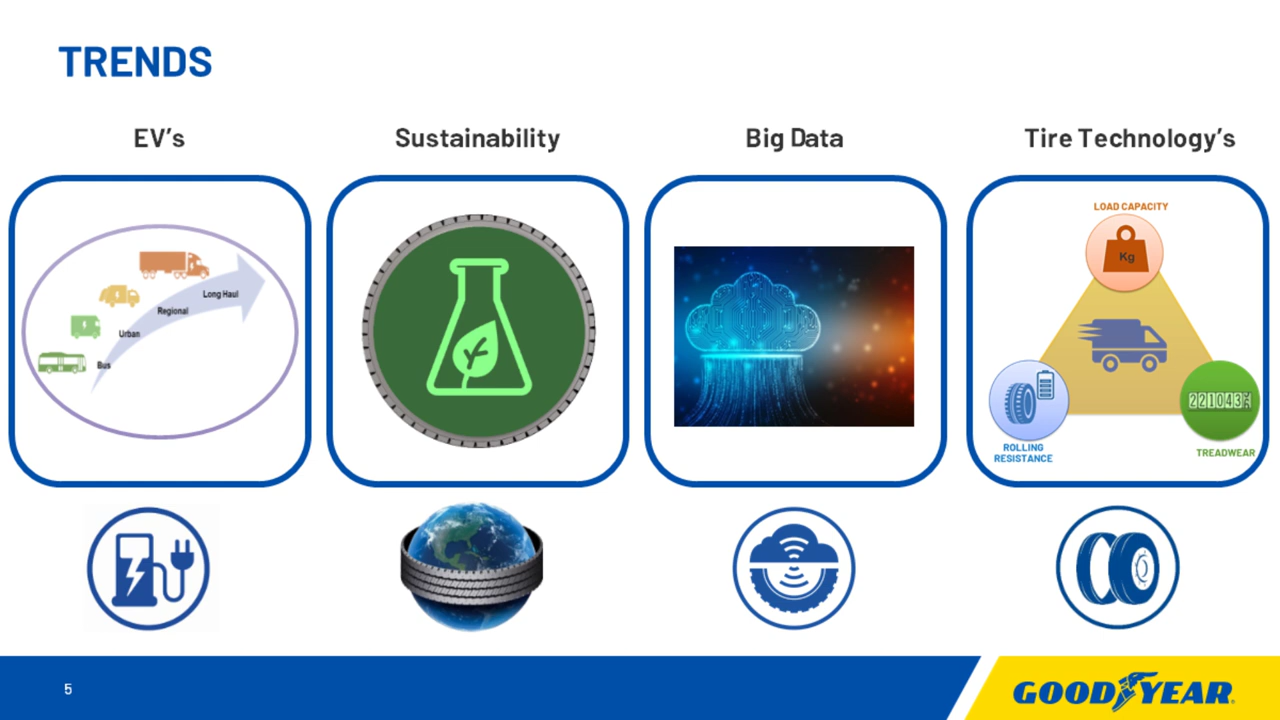 TRENDS
EV's
Sustainability
Big Data
Tire Technology's
Long Haul
Regional
Urban
Bus
LOAD CAPACITY
Kg
ROLLING
RESISTANCE
TREADWEAR
5
GOODYEAR